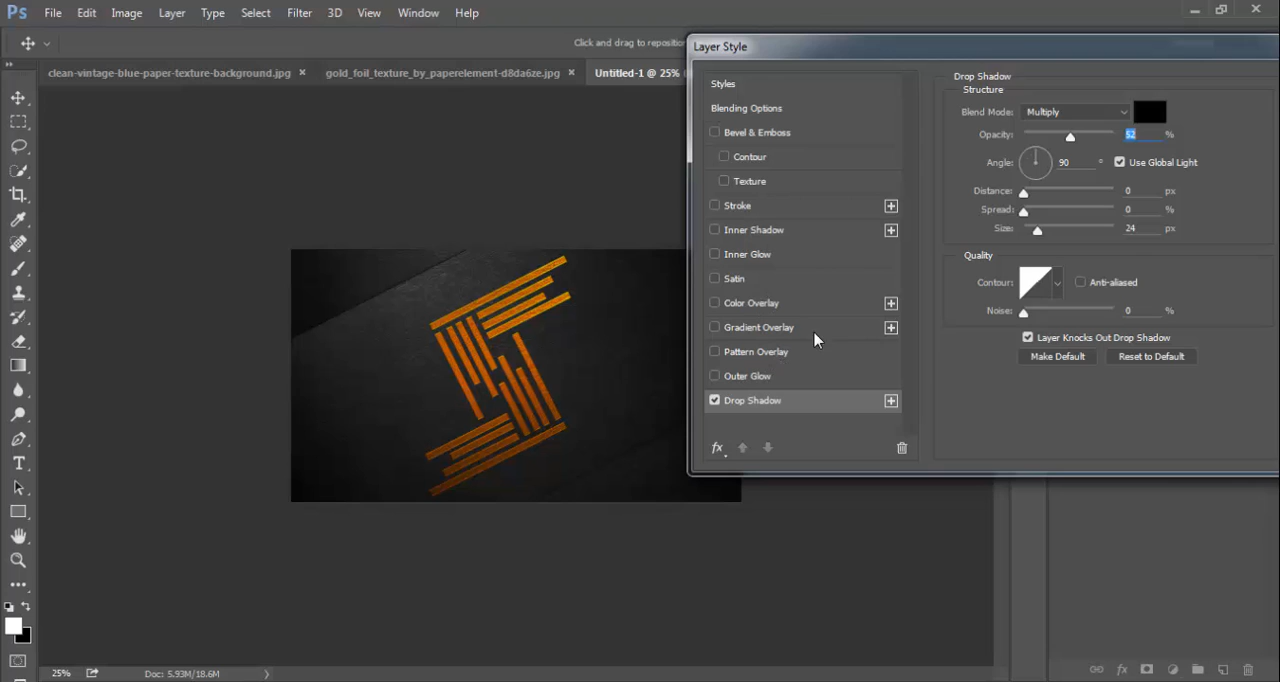 Ps File Edit Image Layer Type Select Filter 3D View Window Help
Click and drag to repositio
clean-vintage-blue-paper-texture-background.jpg × gold_foil_texture_by_paperelement-d8da6ze.jpg × Untitled-1 @ 25%
Layer Style
Styles
Blending Options
Bevel & Emboss
Contour
Texture
Stroke
Inner Shadow
Inner Glow
Satin
Color Overlay
Gradient Overlay
Pattern Overlay
Outer Glow
Drop Shadow
fx
Drop Shadow
Structure
Blend Mode: Multiply
Opacity: 52 %
Angle: 90 ° Use Global Light
Distance: 0 px
Spread: 0 %
Size: 24 px
Quality
Contour: Anti-aliased
Noise: 0 %
Layer Knocks Out Drop Shadow
Make Default Reset to Default
T
25% Doc: 5.93M/18.6M
fx